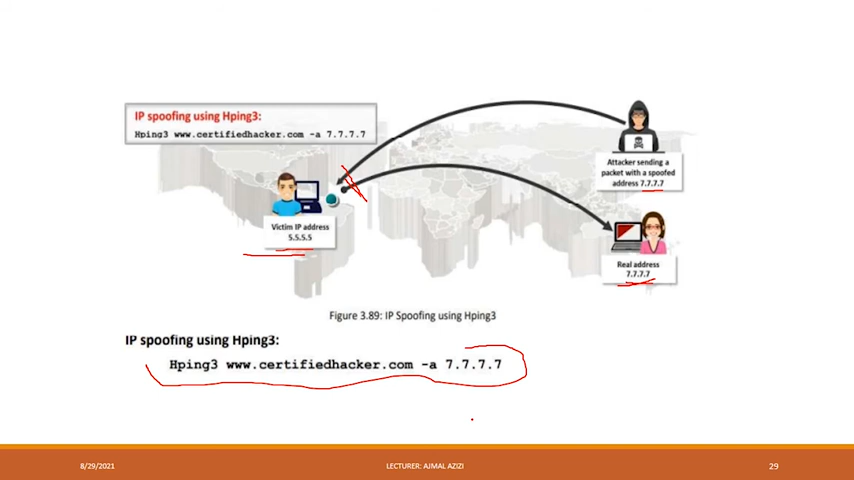 IP spoofing using Hping3:
Hping3 www.certifiedhacker.com -a 7.7.7.7
Attacker sending a
packet with a spoofed
address 7.7.7.7
Victim IP address
5.5.5.5
Real address
7.7.7.7
Figure 3.89: IP Spoofing using Hping3
IP spoofing using Hping3:
Hping3 www.certifiedhacker.com -a 7.7.7.7
8/29/2021
LECTURER: AJMAL AZIZI
29